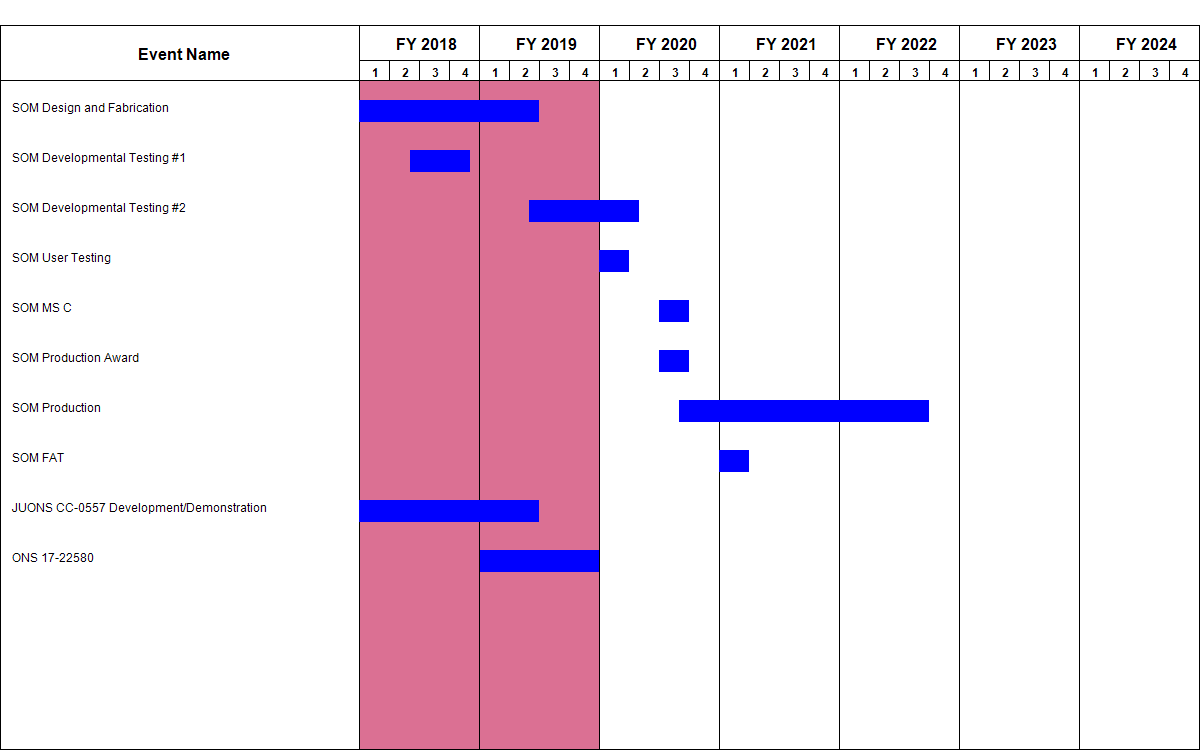 Event Name
FY 2018 FY 2019 FY 2020 FY 2021 FY 2022 FY 2023 FY 2024
1 2 3 4 1 2 3 4 1 2 3 4 1 2 3 4 1 2 3 4 1 2 3 4 1 2 3 4
SOM Design and Fabrication
SOM Developmental Testing #1
SOM Developmental Testing #2
SOM User Testing
SOM MS C
SOM Production Award
SOM Production
SOM FAT
JUONS CC-0557 Development/Demonstration
ONS 17-22580